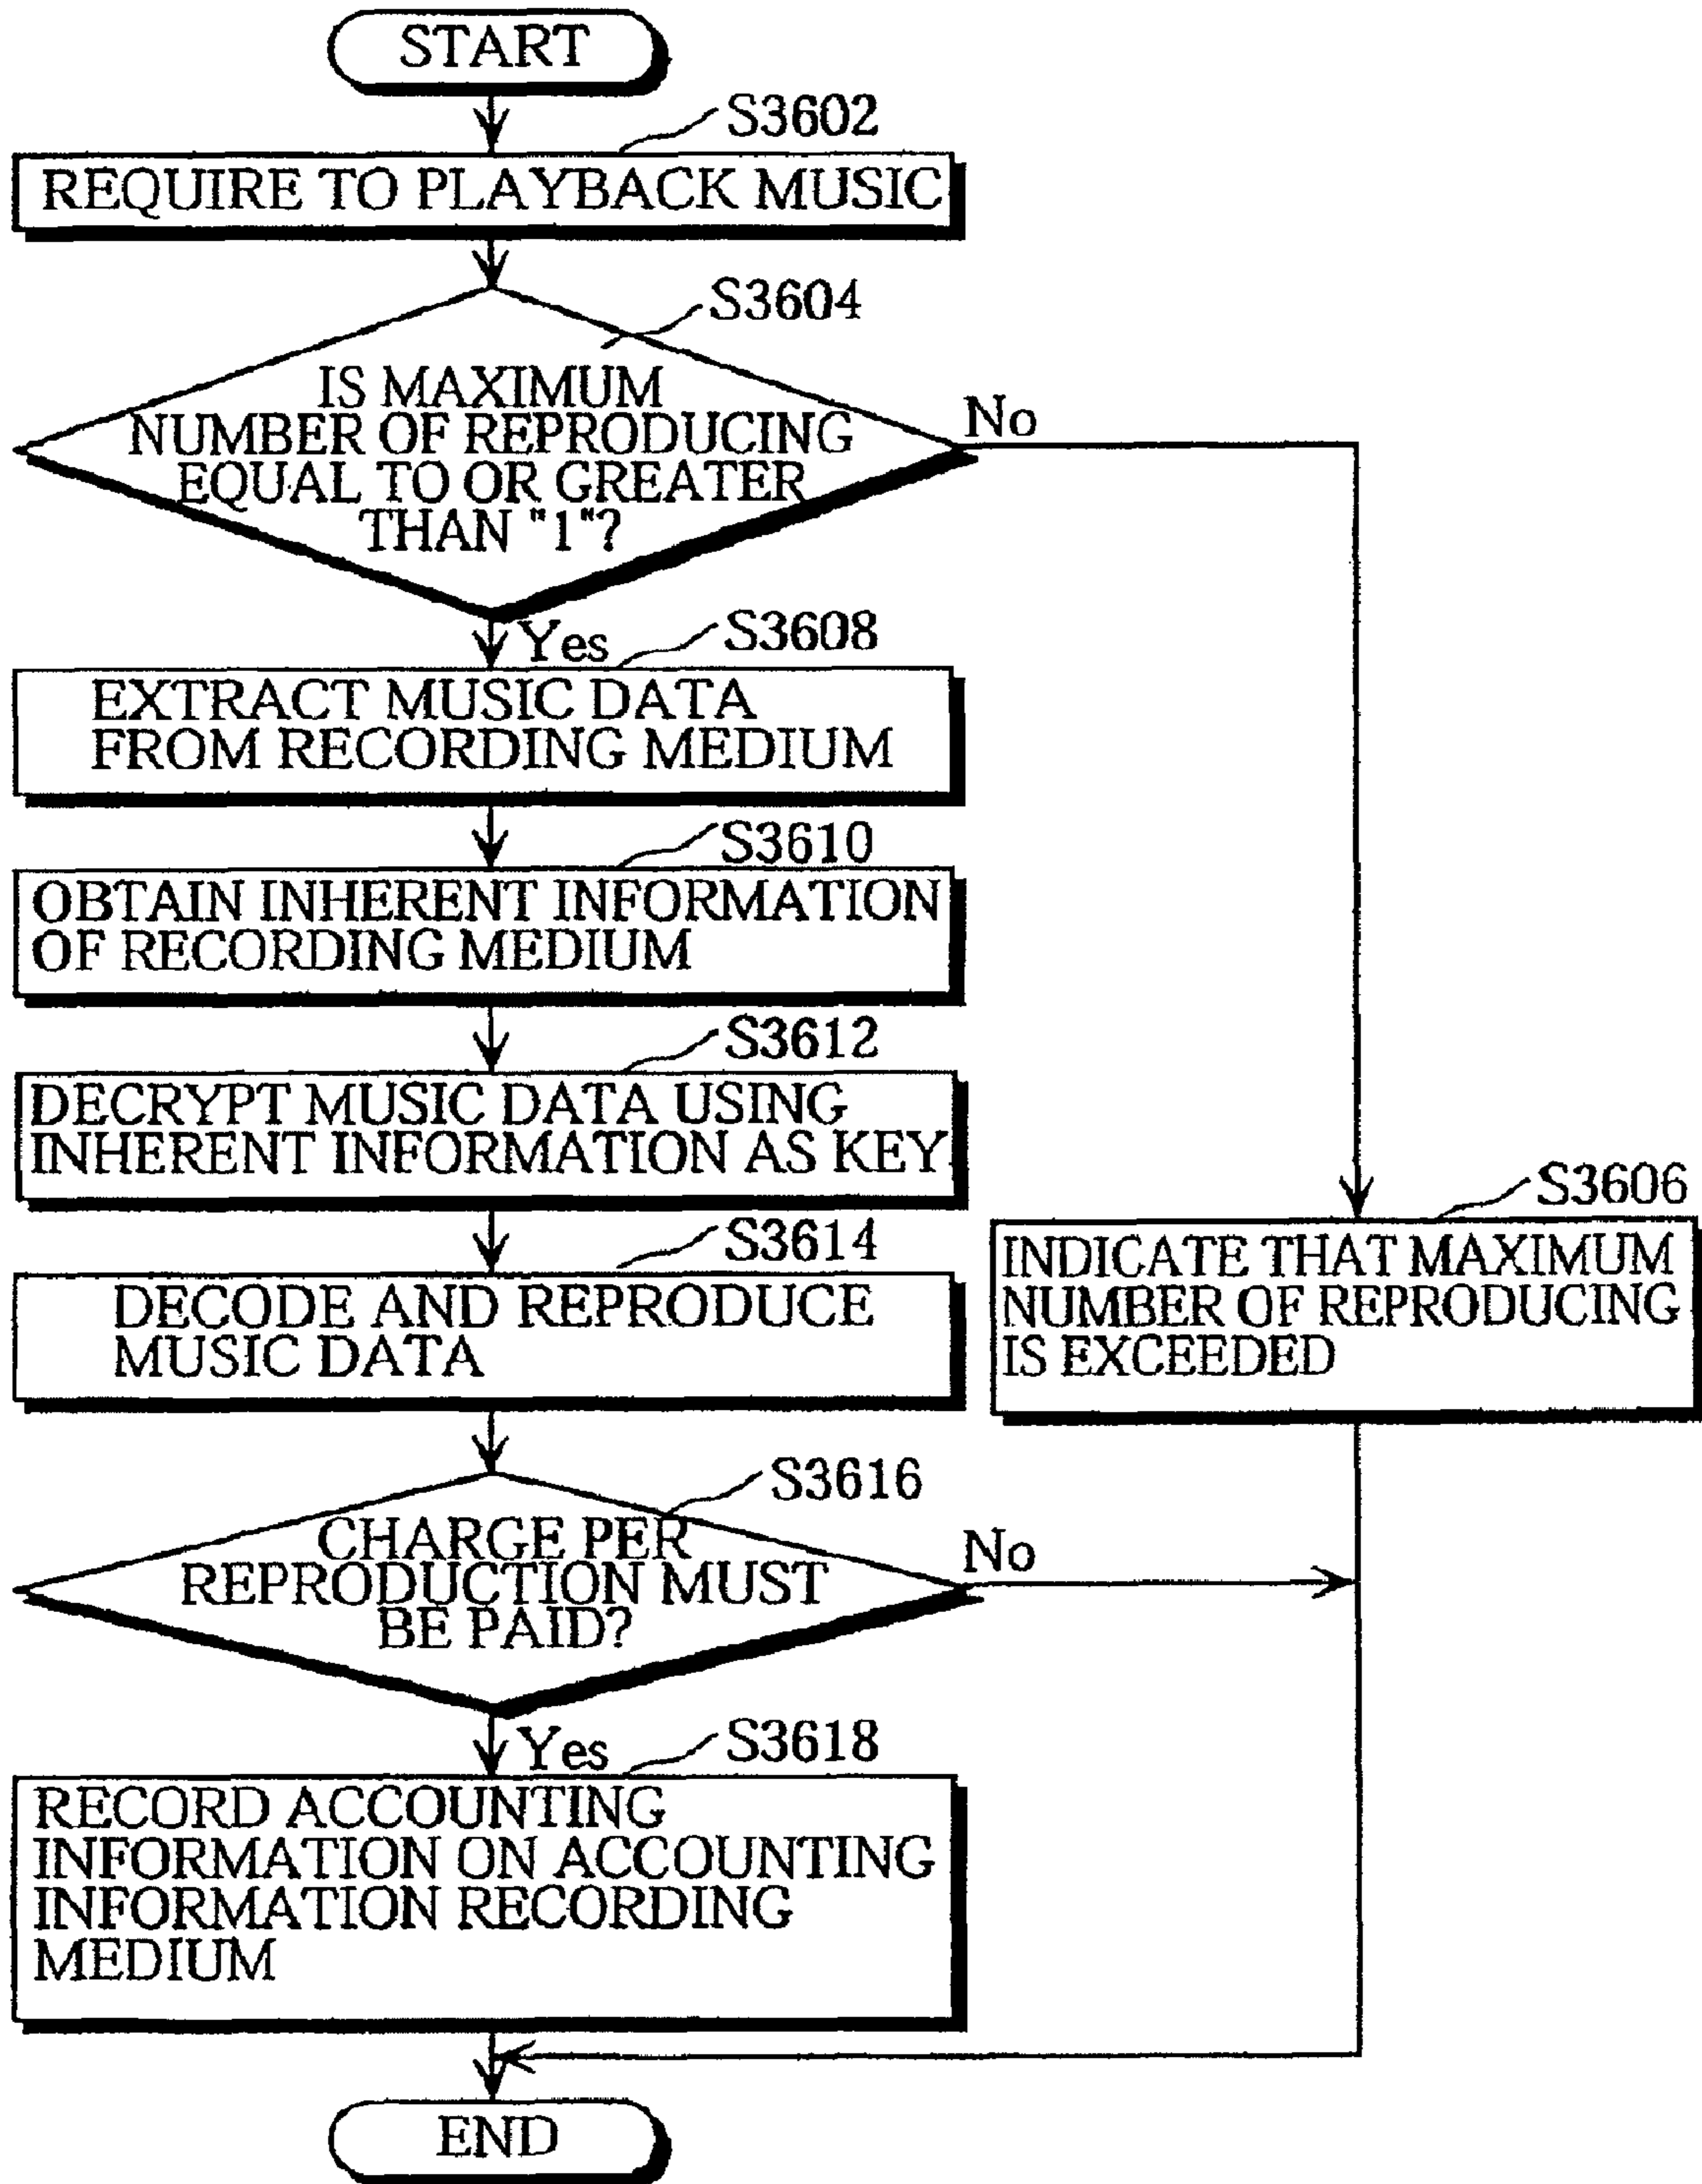 START
S3602
REQUIRE TO PLAYBACK MUSIC
S3604
IS MAXIMUM
NUMBER OF REPRODUCING
EQUAL TO OR GREATER
THAN "1"?
No
Yes
S3608
EXTRACT MUSIC DATA
FROM RECORDING MEDIUM
S3610
OBTAIN INHERENT INFORMATION
OF RECORDING MEDIUM
S3612
DECRYPT MUSIC DATA USING
INHERENT INFORMATION AS KEY
S3606
INDICATE THAT MAXIMUM
NUMBER OF REPRODUCING
IS EXCEEDED
S3614
DECODE AND REPRODUCE
MUSIC DATA
S3616
CHARGE PER
REPRODUCTION MUST
BE PAID?
No
Yes
S3618
RECORD ACCOUNTING
INFORMATION ON ACCOUNTING
INFORMATION RECORDING
MEDIUM
END